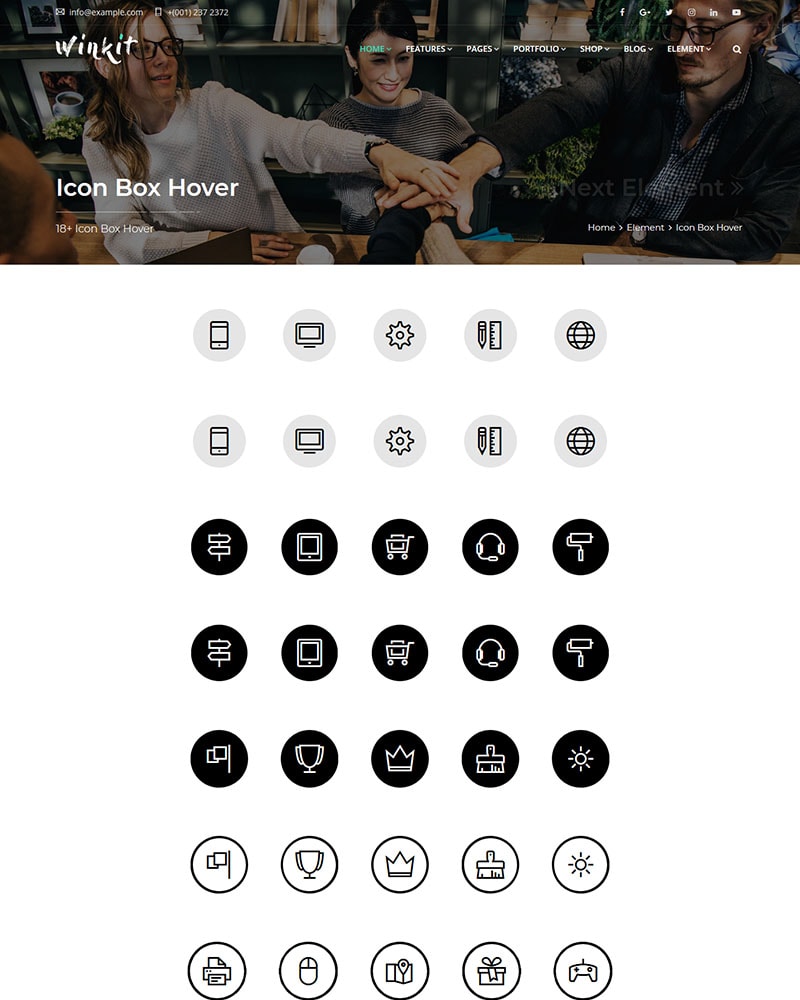 info@example.com +(001) 237 2372
winkit
HOME FEATURES PAGES PORTFOLIO SHOP BLOG ELEMENT
Icon Box Hover
Next Element »
18+ Icon Box Hover
Home > Element > Icon Box Hover